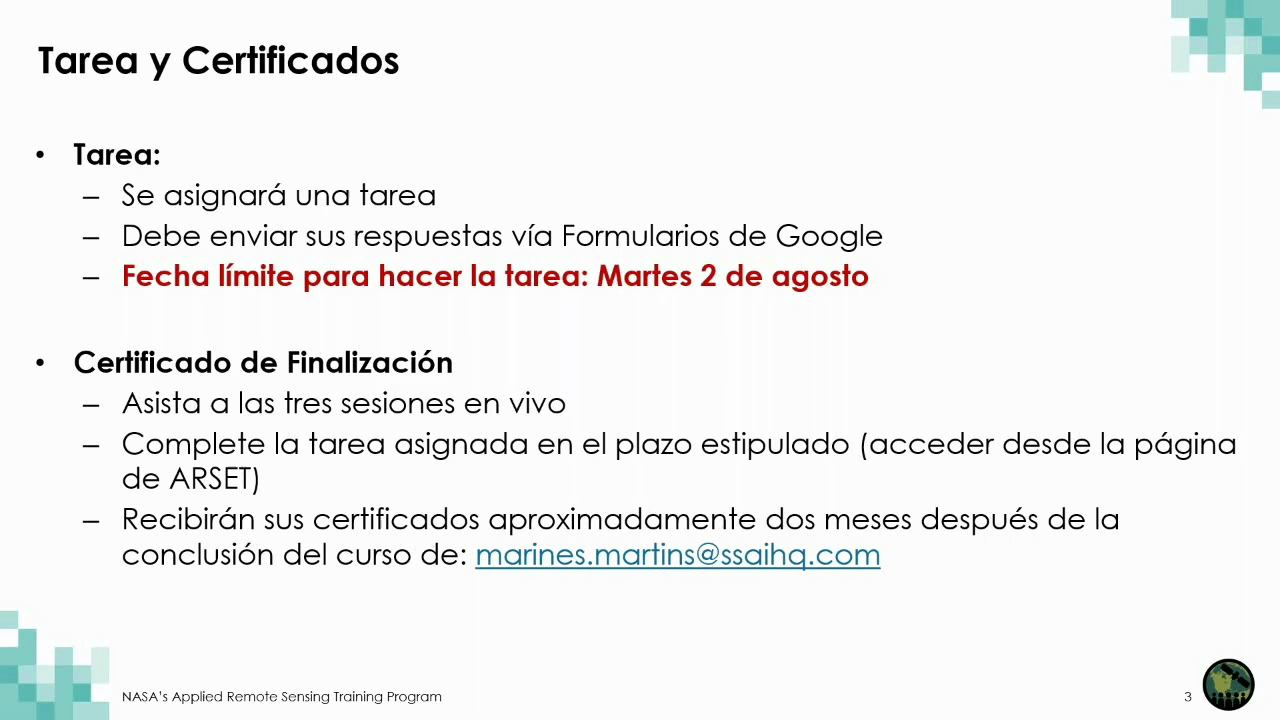 Tarea y Certificados
• Tarea:
– Se asignará una tarea
– Debe enviar sus respuestas vía Formularios de Google
– Fecha límite para hacer la tarea: Martes 2 de agosto
• Certificado de Finalización
– Asista a las tres sesiones en vivo
– Complete la tarea asignada en el plazo estipulado (acceder desde la página
de ARSET)
– Recibirán sus certificados aproximadamente dos meses después de la
conclusión del curso de: marines.martins@ssaihq.com
NASA's Applied Remote Sensing Training Program
3